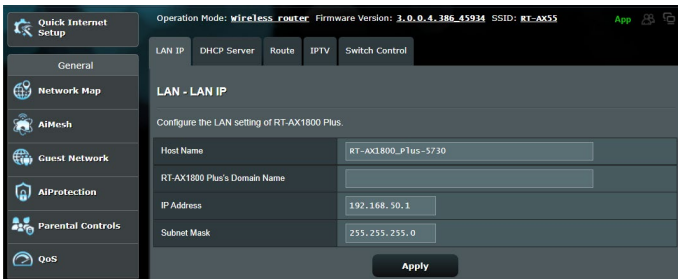 Quick Internet
Setup
Operation Mode: Wireless router Firmware Version: 3.0.0.4.386_45934 SSID: RT-AX55
App
General
Network Map
AiMesh
Guest Network
AiProtection
Parental Controls
QoS
LAN IP DHCP Server Route IPTV Switch Control
LAN - LAN IP
Configure the LAN setting of RT-AX1800 Plus.
Host Name RT-AX1800_Plus-5730
RT-AX1800 Plus's Domain Name
IP Address 192.168.50.1
Subnet Mask 255.255.255.0
Apply